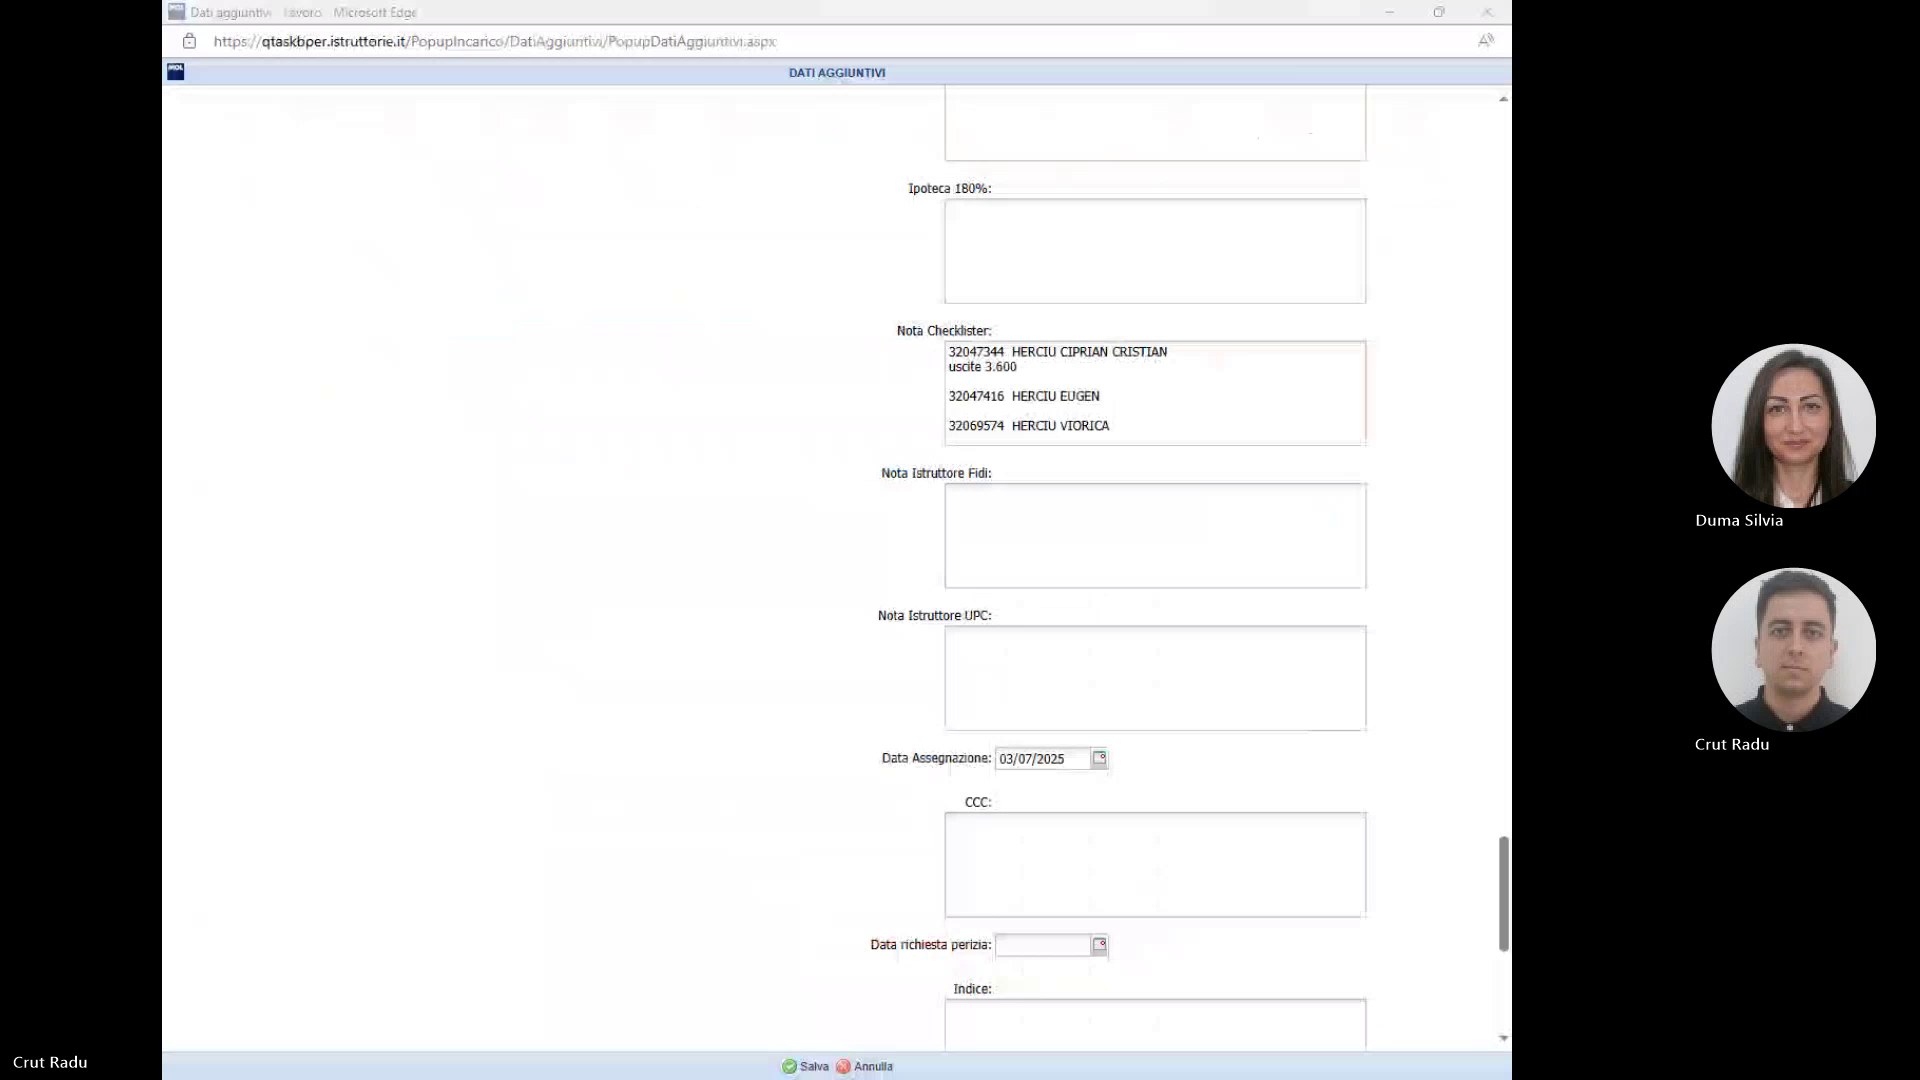 Dati aggiuntivi Lavoro Microsoft Edge
https://qtaskbper.istruttorie.it/PopupIncarico/DatiAggiuntivi/PopupDatiAggiuntivi.aspx
MOL
DATI AGGIUNTIVI
Ipoteca 180%:
Nota Checklister:
32047344 HERCIU CIPRIAN CRISTIAN
uscite 3.600
32047416 HERCIU EUGEN
32069574 HERCIU VIORICA
Nota Istruttore Fidi:
Nota Istruttore UPC:
Data Assegnazione: 03/07/2025
CCC:
Data richiesta perizia:
Indice:
Salva Annulla
Duma Silvia
Crut Radu
Crut Radu